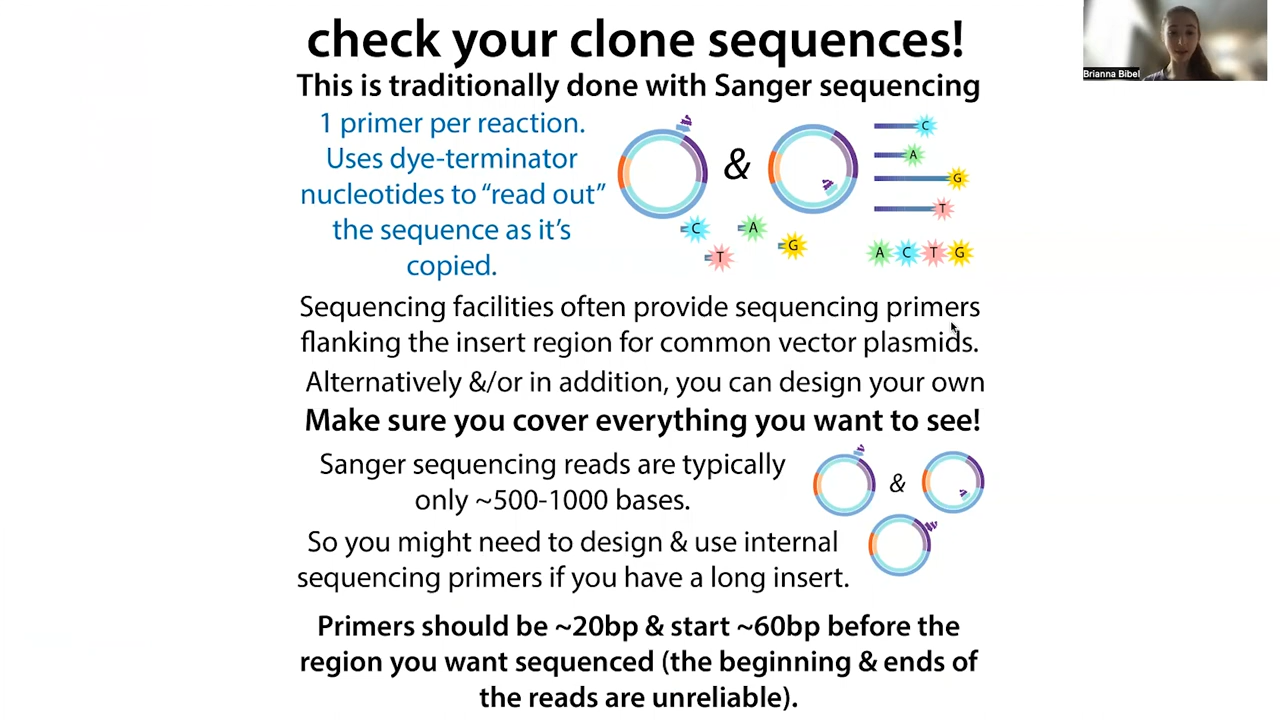 check your clone sequences!
Brianna Bibel
This is traditionally done with Sanger sequencing
1 primer per reaction.
Uses dye-terminator
nucleotides to “read out”
the sequence as it’s
copied.
&
C
A
G
T
C
A
G
T
A C T G
Sequencing facilities often provide sequencing primers
flanking the insert region for common vector plasmids.
Alternatively &/or in addition, you can design your own
Make sure you cover everything you want to see!
Sanger sequencing reads are typically
only ~500-1000 bases.
&
So you might need to design & use internal
sequencing primers if you have a long insert.
Primers should be ~20bp & start ~60bp before the
region you want sequenced (the beginning & ends of
the reads are unreliable).